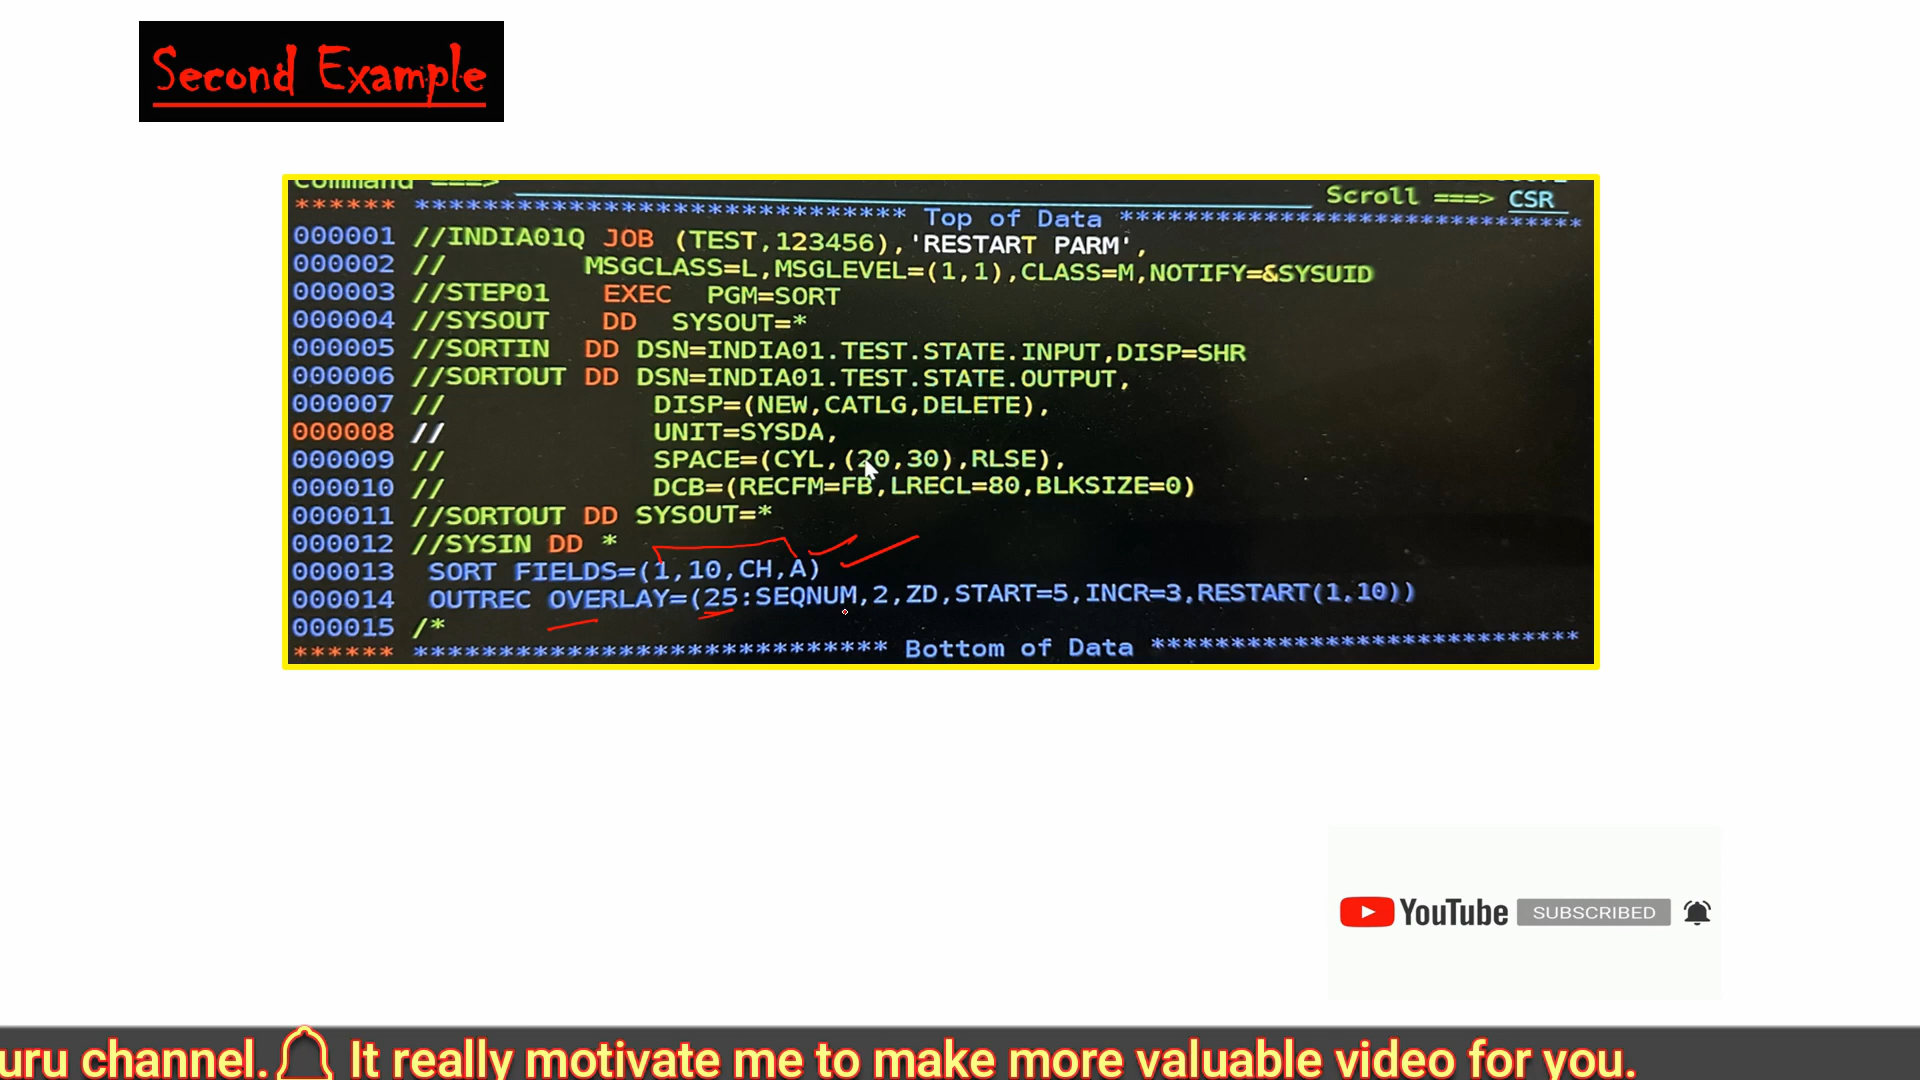 Second Example
Command ===>
Scroll ===> CSR
****** ***************************** Top of Data ****************************
000001 //INDIA01Q JOB (TEST,123456),'RESTART PARM',
000002 // MSGCLASS=L,MSGLEVEL=(1,1),CLASS=M,NOTIFY=&SYSUID
000003 //STEP01 EXEC PGM=SORT
000004 //SYSOUT DD SYSOUT=*
000005 //SORTIN DD DSN=INDIA01.TEST.STATE.INPUT,DISP=SHR
000006 //SORTOUT DD DSN=INDIA01.TEST.STATE.OUTPUT,
000007 // DISP=(NEW,CATLG,DELETE),
000008 // UNIT=SYSDA,
000009 // SPACE=(CYL,(20,30),RLSE),
000010 // DCB=(RECFM=FB,LRECL=80,BLKSIZE=0)
000011 //SORTOUT DD SYSOUT=*
000012 //SYSIN DD *
000013 SORT FIELDS=(1,10,CH,A)
000014 OUTREC OVERLAY=(25:SEQNUM,2,ZD,START=5,INCR=3,RESTART(1,10))
000015 /*
****** **************************** Bottom of Data **************************
YouTube SUBSCRIBED
uru channel. It really motivate me to make more valuable video for you.